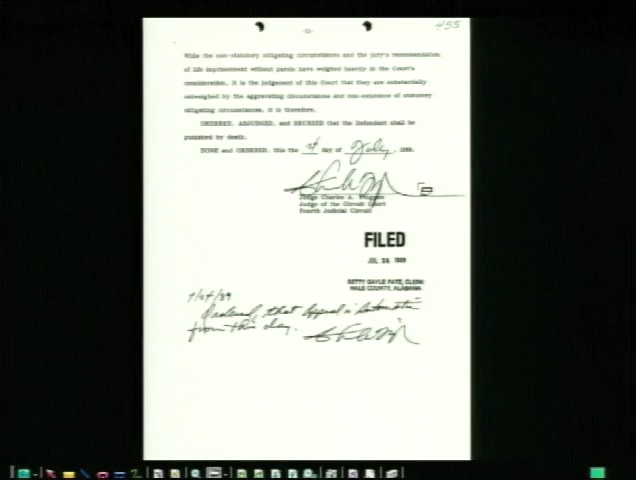 -12-
455
While the non-statutory mitigating circumstances and the jury's recommendation
of life imprisonment without parole have weighed heavily in the Court's
consideration, it is the judgement of this Court that they are substantially
outweighed by the aggravating circumstances and non-existence of statutory
mitigating circumstances, it is therefore,
ORDERED, ADJUDGED, and DECREED that the Defendant shall be
punished by death.
DONE and ORDERED, this the day of July, 1989.
Judge Charles A.
Judge of the Circuit Court
Fourth Judicial Circuit
FILED
JUL 24 1989
BETTY GAYLE PATE, CLERK
HALE COUNTY, ALABAMA
7/24/89
Ordered, that Appeal is Automatic
from this day.